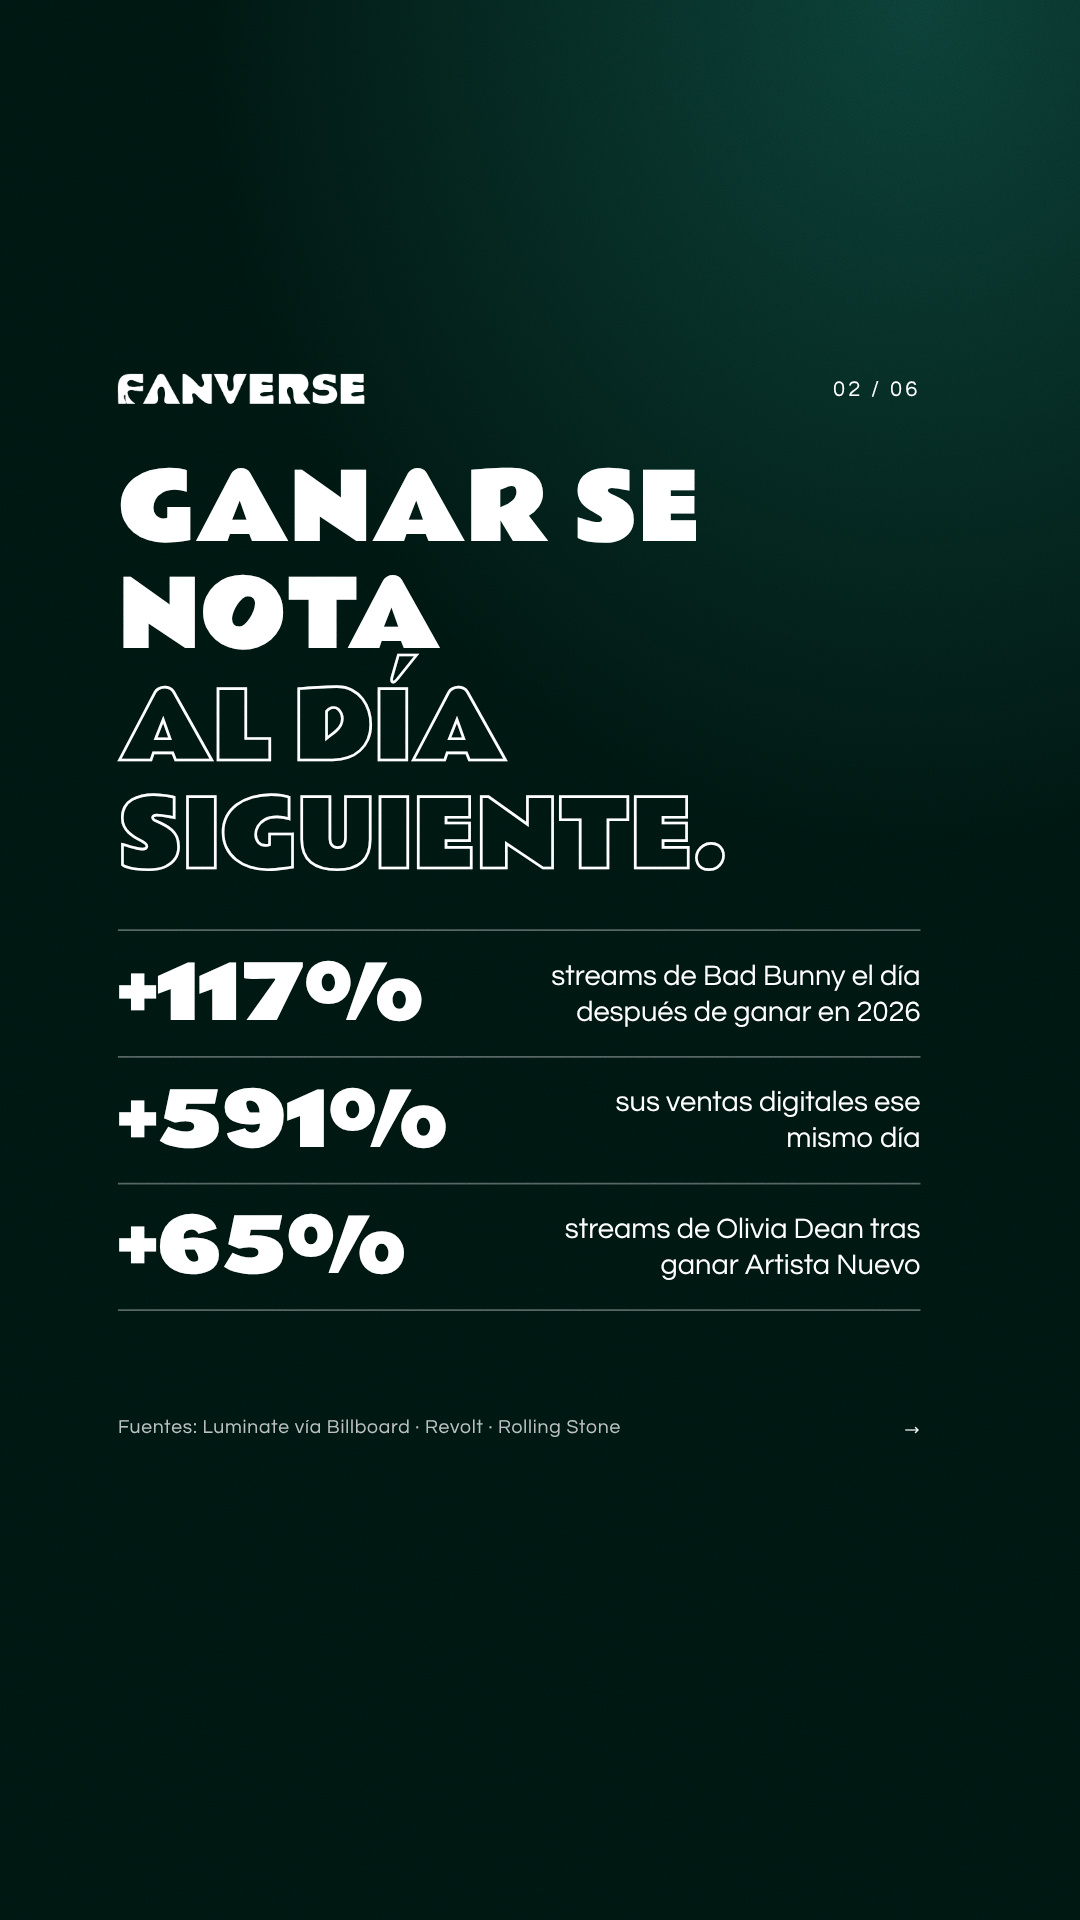 FANVERSE
02 / 06
GANAR SE
NOTA
AL DÍA
SIGUIENTE.
+117%
streams de Bad Bunny el día
después de ganar en 2026
+591%
sus ventas digitales ese
mismo día
+65%
streams de Olivia Dean tras
ganar Artista Nuevo
Fuentes: Luminate vía Billboard · Revolt · Rolling Stone
→